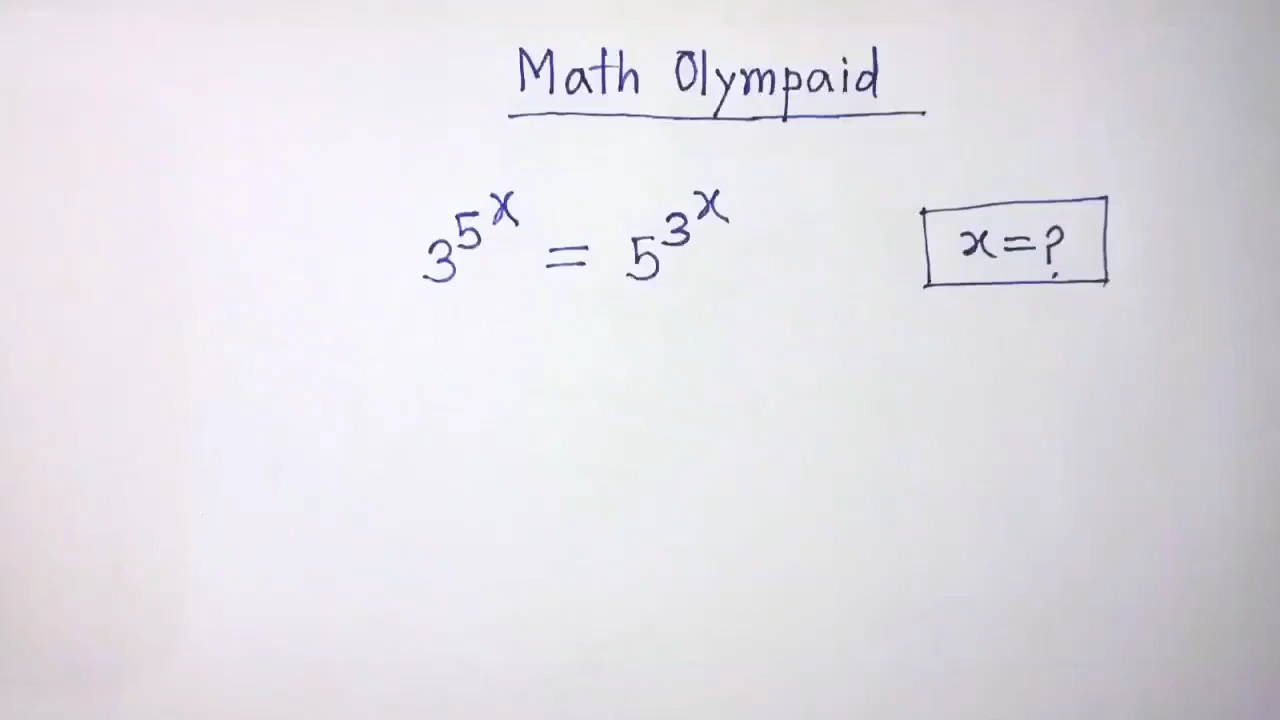 Math Olympaid
3^{5^{x}} = 5^{3^{x}}
x=?